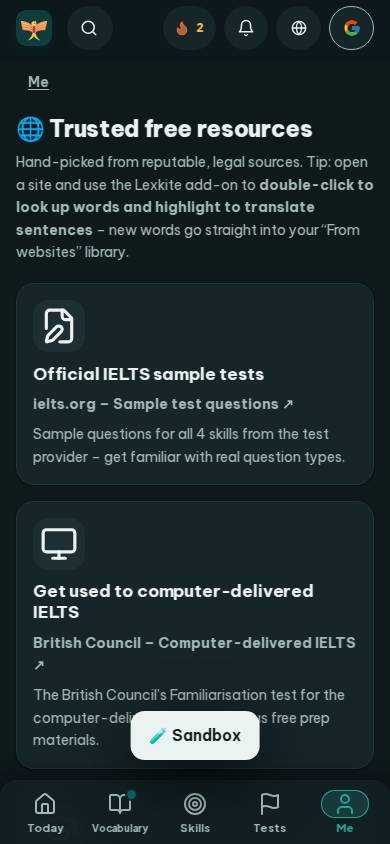 2
Me
🌐 Trusted free resources
Hand-picked from reputable, legal sources. Tip: open
a site and use the Lexkite add-on to double-click to
look up words and highlight to translate
sentences – new words go straight into your “From
websites” library.
Official IELTS sample tests
ielts.org – Sample test questions ↗
Sample questions for all 4 skills from the test
provider – get familiar with real question types.
Get used to computer-delivered
IELTS
British Council – Computer-delivered IELTS
↗
The British Council's Familiarisation test for the
free prep
materials.
🧪 Sandbox
Today Vocabulary Skills Tests Me